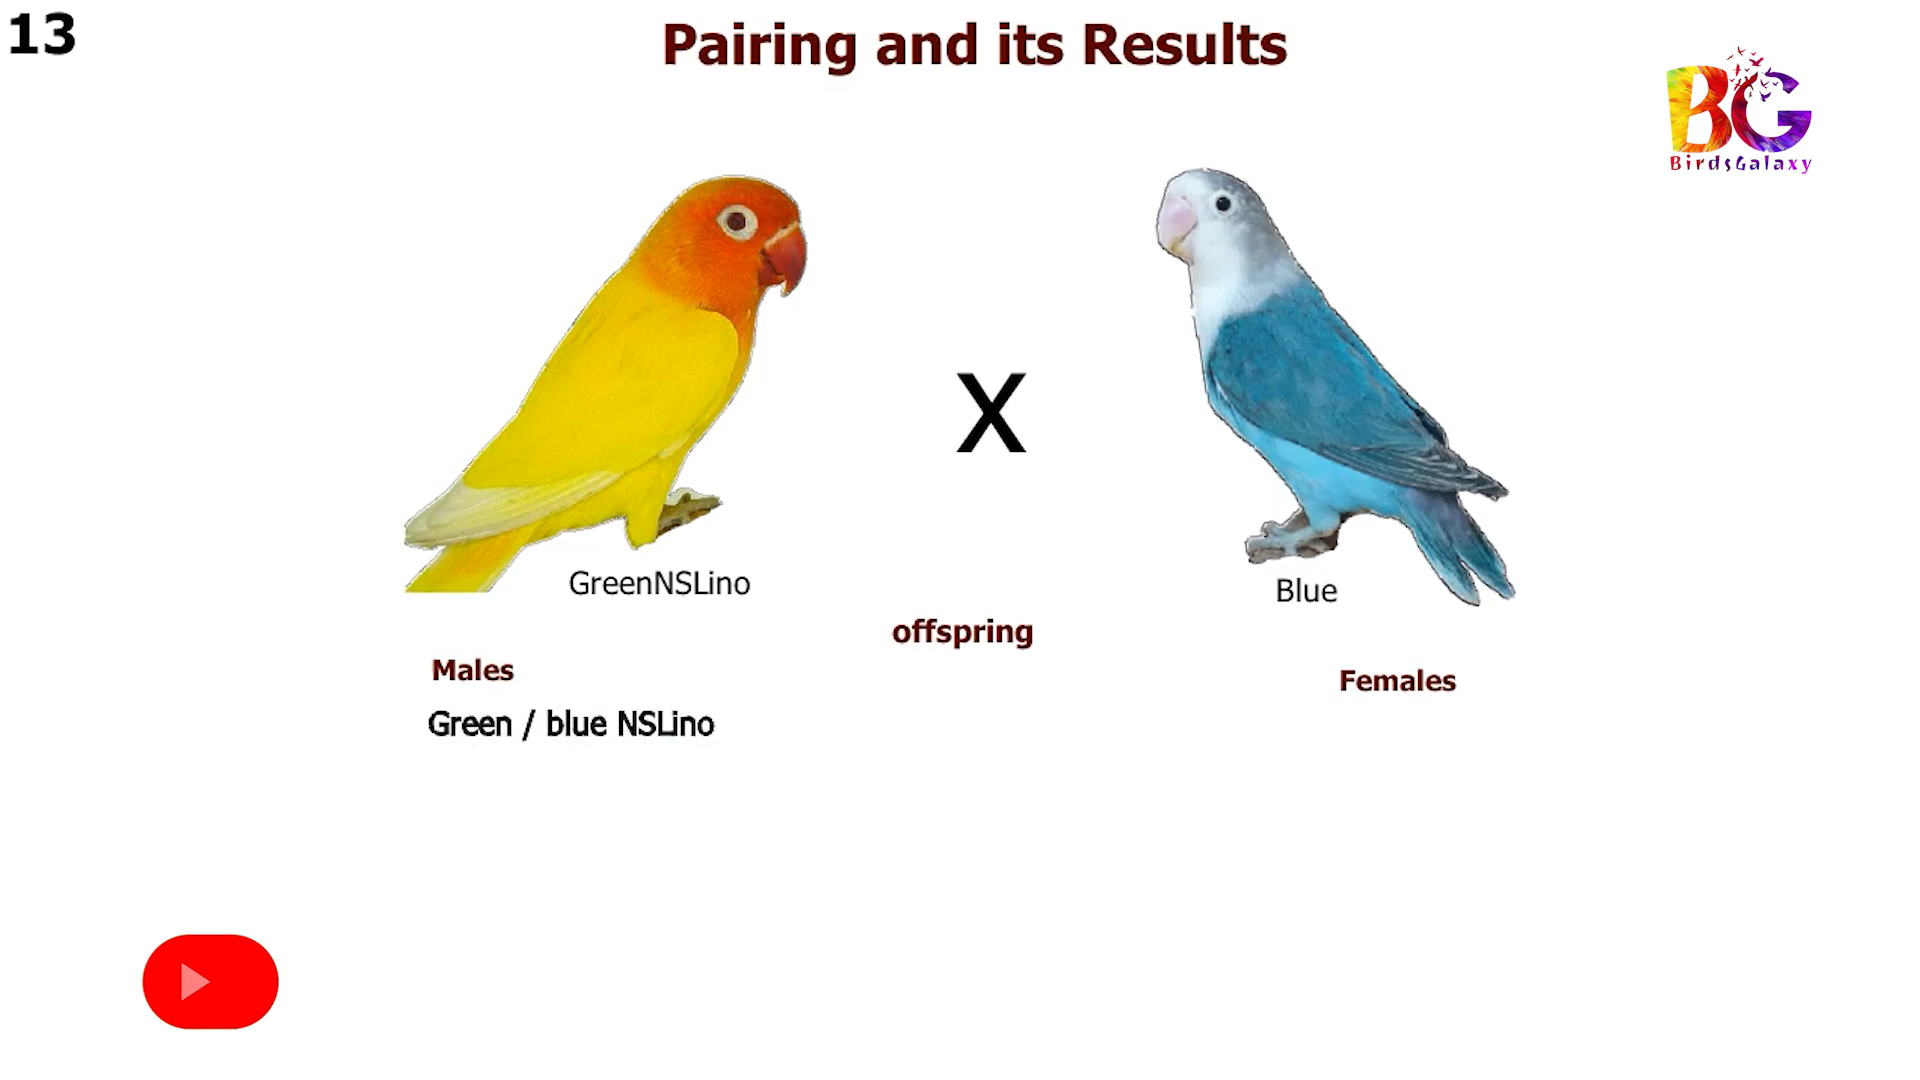 13
Pairing and its Results
BG
BirdsGalaxy
X
GreenNSLino
Blue
offspring
Males
Females
Green / blue NSLino